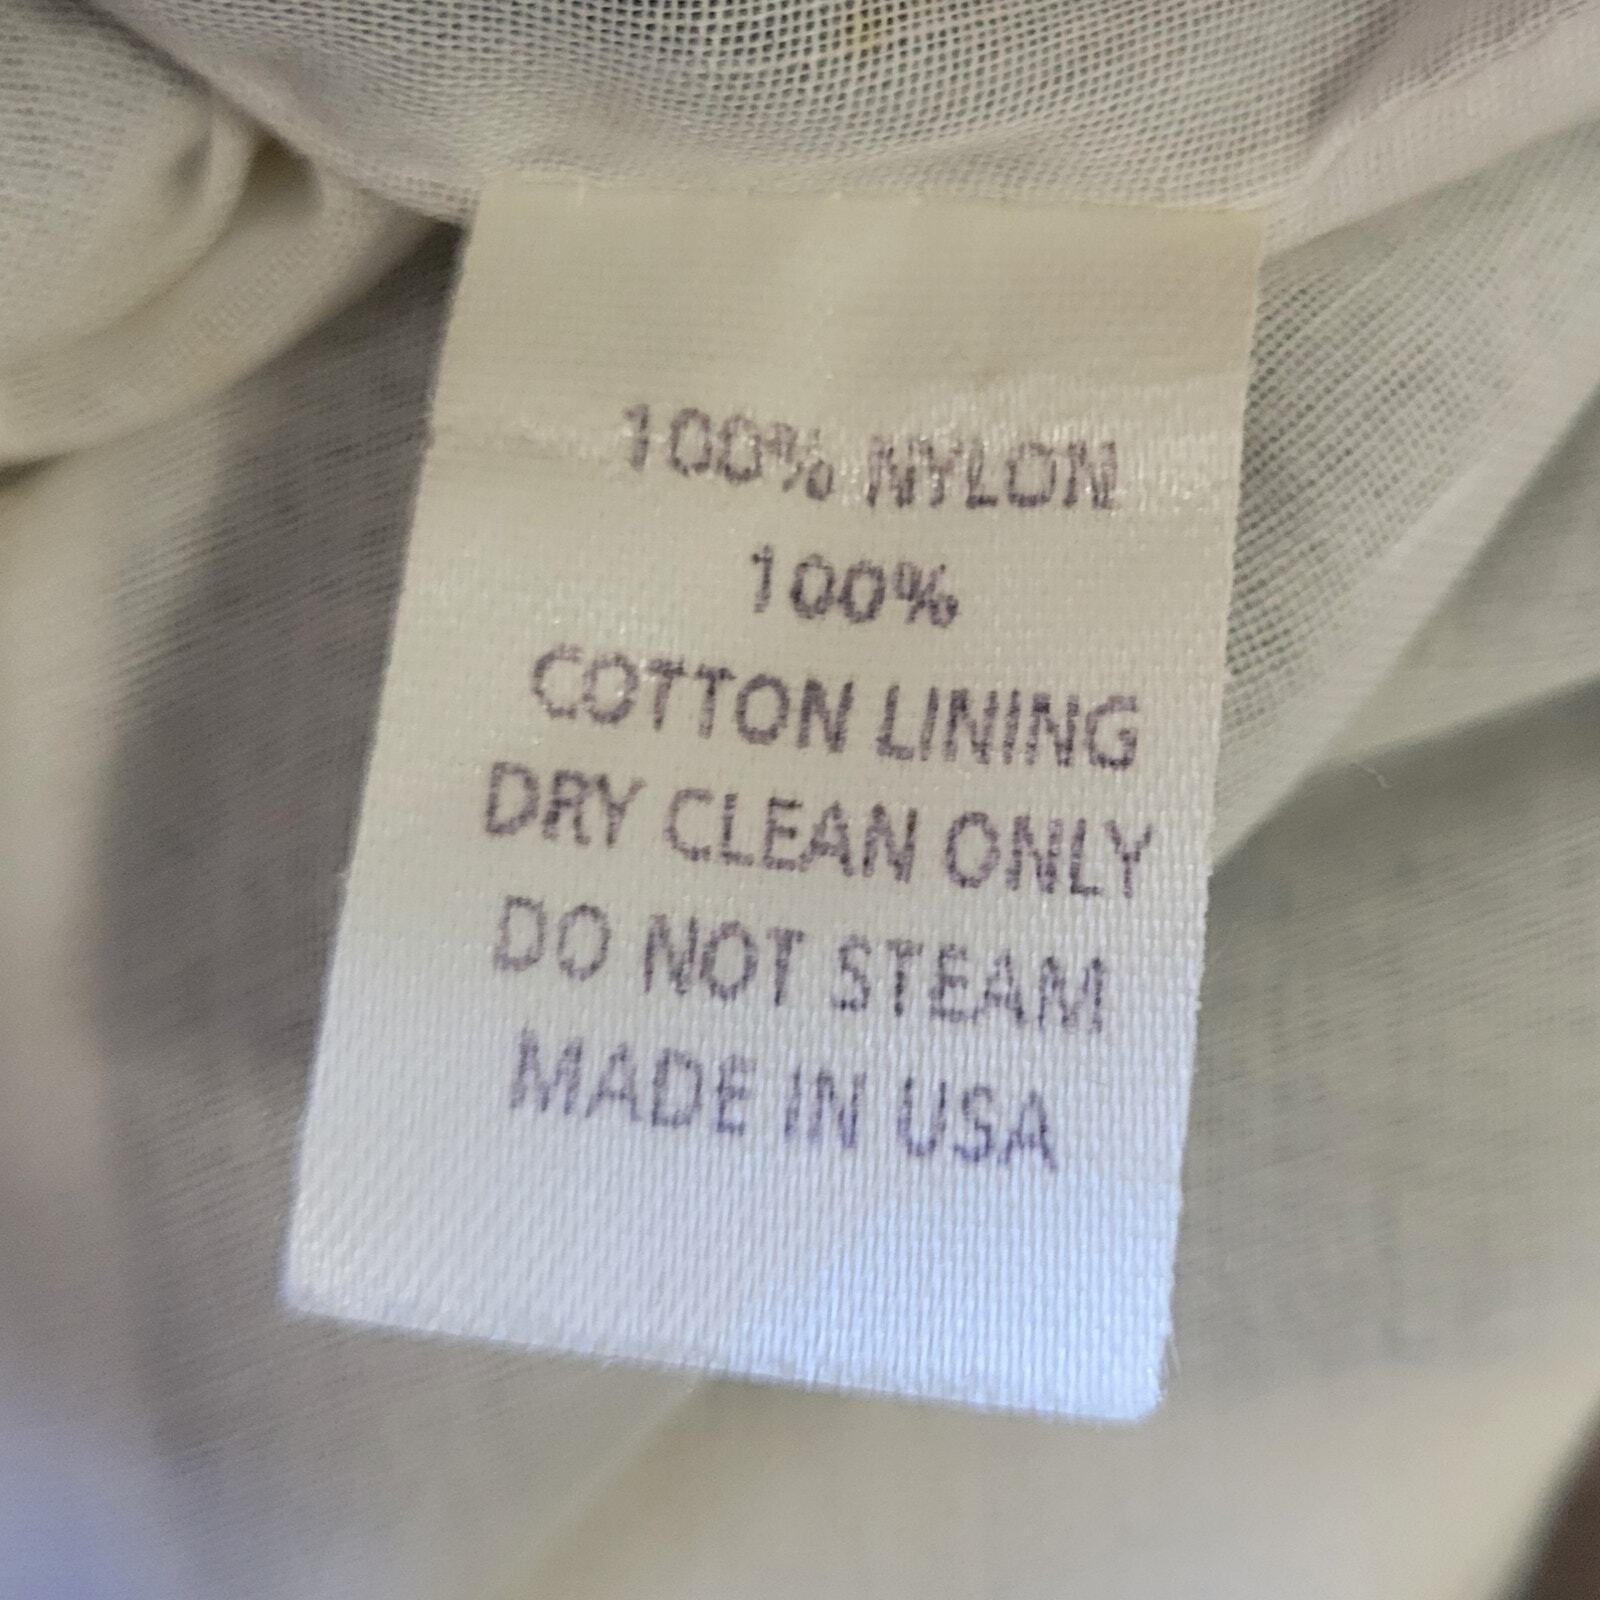 100% NYLON
100%
COTTON LINING
DRY CLEAN ONLY
DO NOT STEAM
MADE IN USA